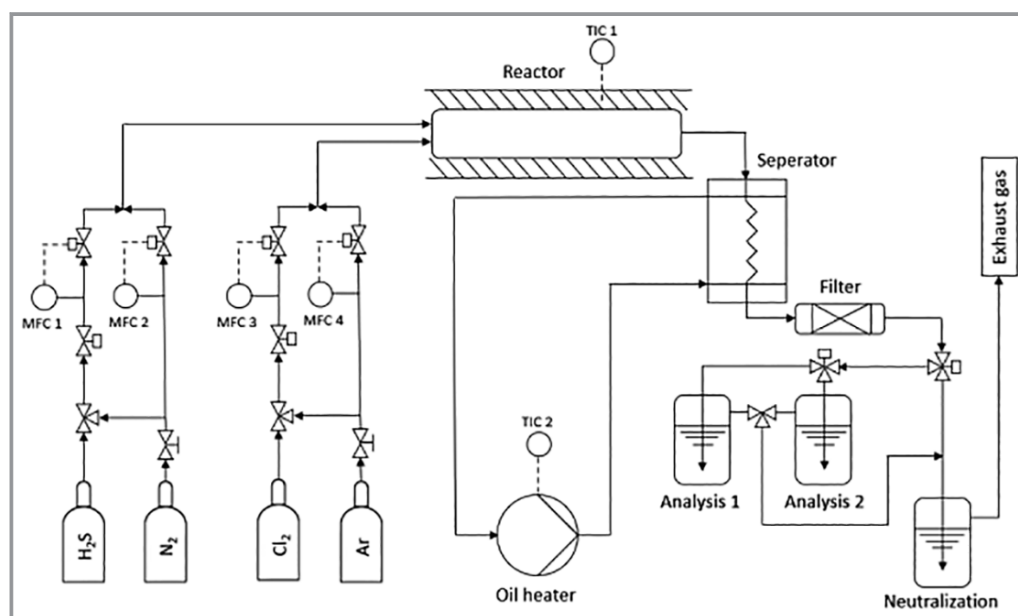 TIC 1
Reactor
Seperator
Exhaust gas
Filter
MFC 1
MFC 2
MFC 3
MFC 4
TIC 2
Analysis 1
Analysis 2
H₂S
N₂
Cl₂
Ar
Oil heater
Neutralization